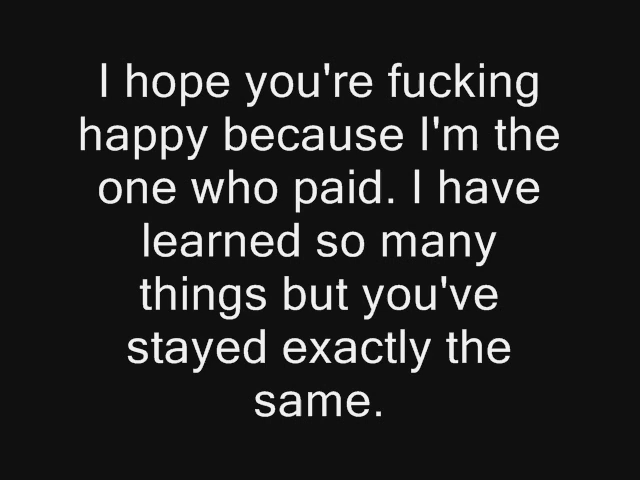 I hope you're fucking
happy because I'm the
one who paid. I have
learned so many
things but you've
stayed exactly the
same.